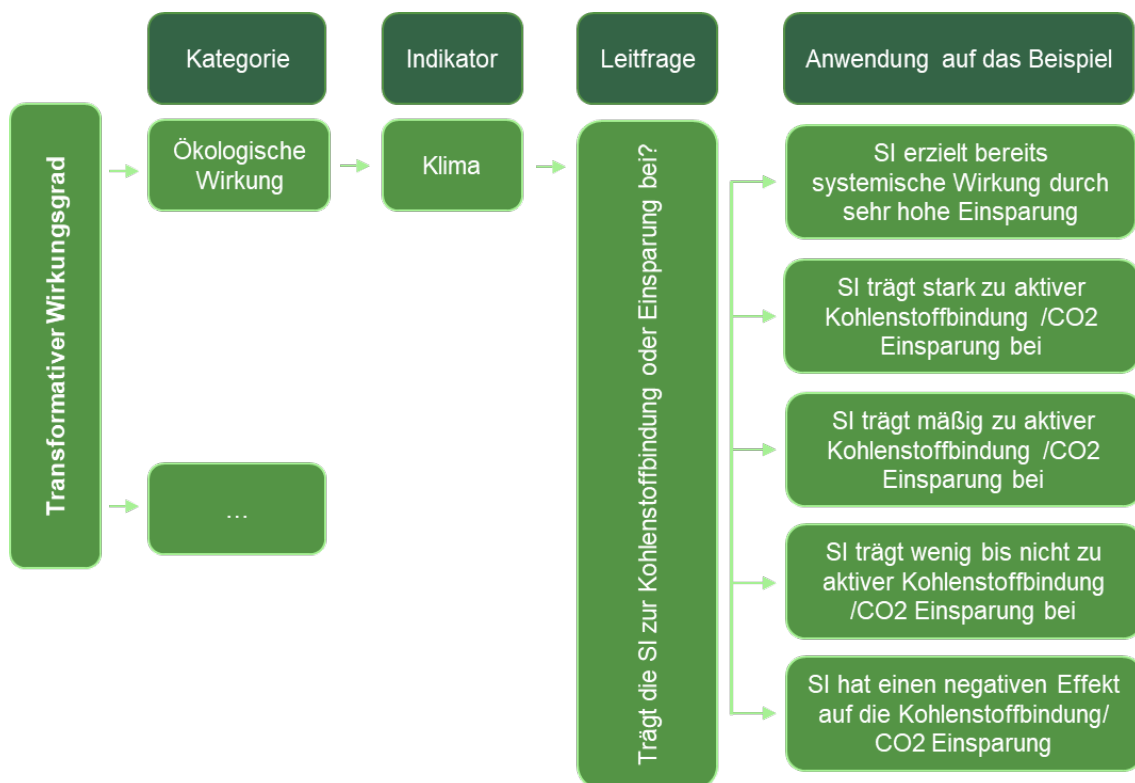 Kategorie
Indikator
Leitfrage
Anwendung auf das Beispiel
Transformativer Wirkungsgrad
Ökologische
Wirkung
Klima
Trägt die SI zur Kohlenstoffbindung oder Einsparung bei?
SI erzielt bereits
systemische Wirkung durch
sehr hohe Einsparung
SI trägt stark zu aktiver
Kohlenstoffbindung /CO2
Einsparung bei
SI trägt mäßig zu aktiver
Kohlenstoffbindung /CO2
Einsparung bei
...
SI trägt wenig bis nicht zu
aktiver Kohlenstoffbindung
/CO2 Einsparung bei
SI hat einen negativen Effekt
auf die Kohlenstoffbindung/
CO2 Einsparung